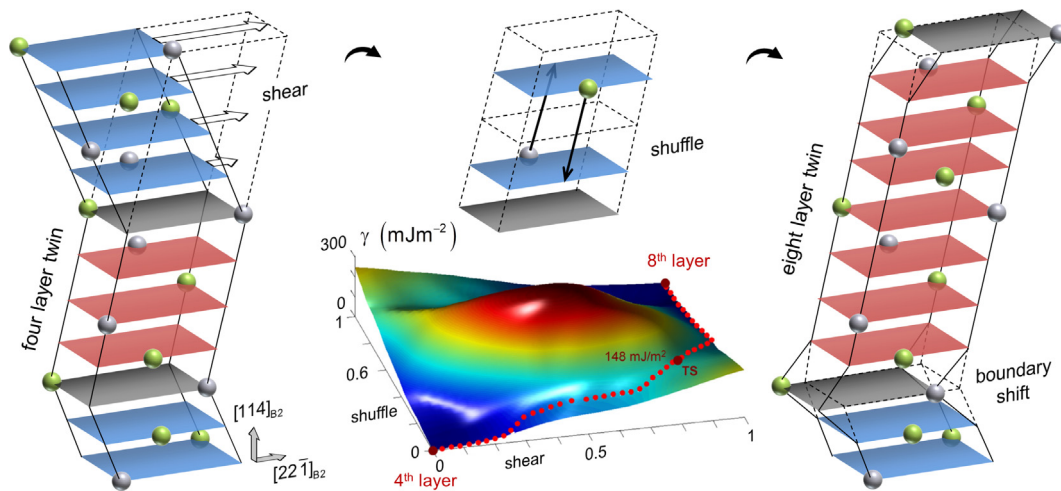 shear
shuffle
four layer twin
eight layer twin
γ (mJm⁻²)
300
0
1
0.6
0
shuffle
8th layer
148 mJ/m²
TS
0
0.5
1
shear
4th layer
[114]B2
[221̄]B2
boundary
shift